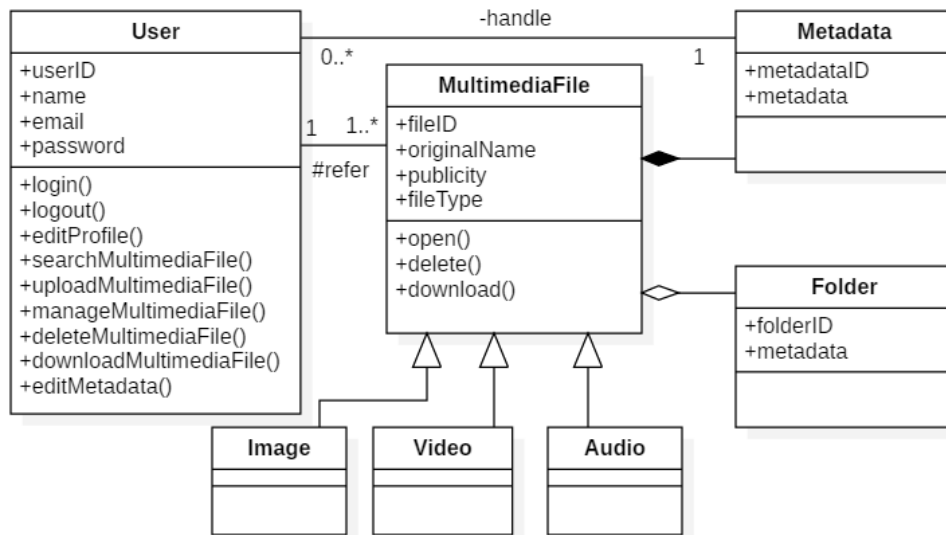 User
+userID
+name
+email
+password
+login()
+logout()
+editProfile()
+searchMultimediaFile()
+uploadMultimediaFile()
+manageMultimediaFile()
+deleteMultimediaFile()
+downloadMultimediaFile()
+editMetadata()
-handle
0..*
1
1
1..*
#refer
MultimediaFile
+fileID
+originalName
+publicity
+fileType
+open()
+delete()
+download()
Metadata
+metadataID
+metadata
Folder
+folderID
+metadata
Image
Video
Audio